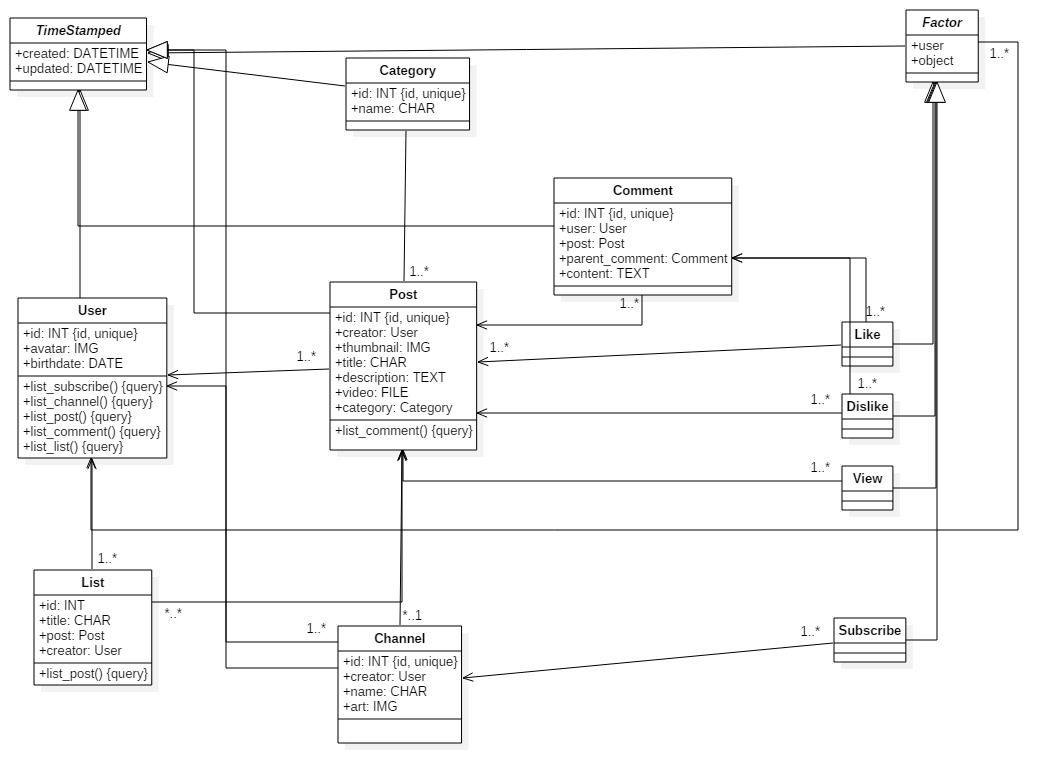 TimeStamped
+created: DATETIME
+updated: DATETIME
Factor
+user
+object
1..*
Category
+id: INT {id, unique}
+name: CHAR
Comment
+id: INT {id, unique}
+user: User
+post: Post
+parent_comment: Comment
+content: TEXT
1..*
1..*
Post
+id: INT {id, unique}
+creator: User
+thumbnail: IMG
+title: CHAR
+description: TEXT
+video: FILE
+category: Category
+list_comment() {query}
User
+id: INT {id, unique}
+avatar: IMG
+birthdate: DATE
+list_subscribe() {query}
+list_channel() {query}
+list_post() {query}
+list_comment() {query}
+list_list() {query}
1..*
1..*
1..*
Like
1..*
1..*
Dislike
1..*
View
1..*
List
+id: INT
+title: CHAR
+post: Post
+creator: User
+list_post() {query}
*..*
1..*
*..1
Channel
+id: INT {id, unique}
+creator: User
+name: CHAR
+art: IMG
1..*
Subscribe